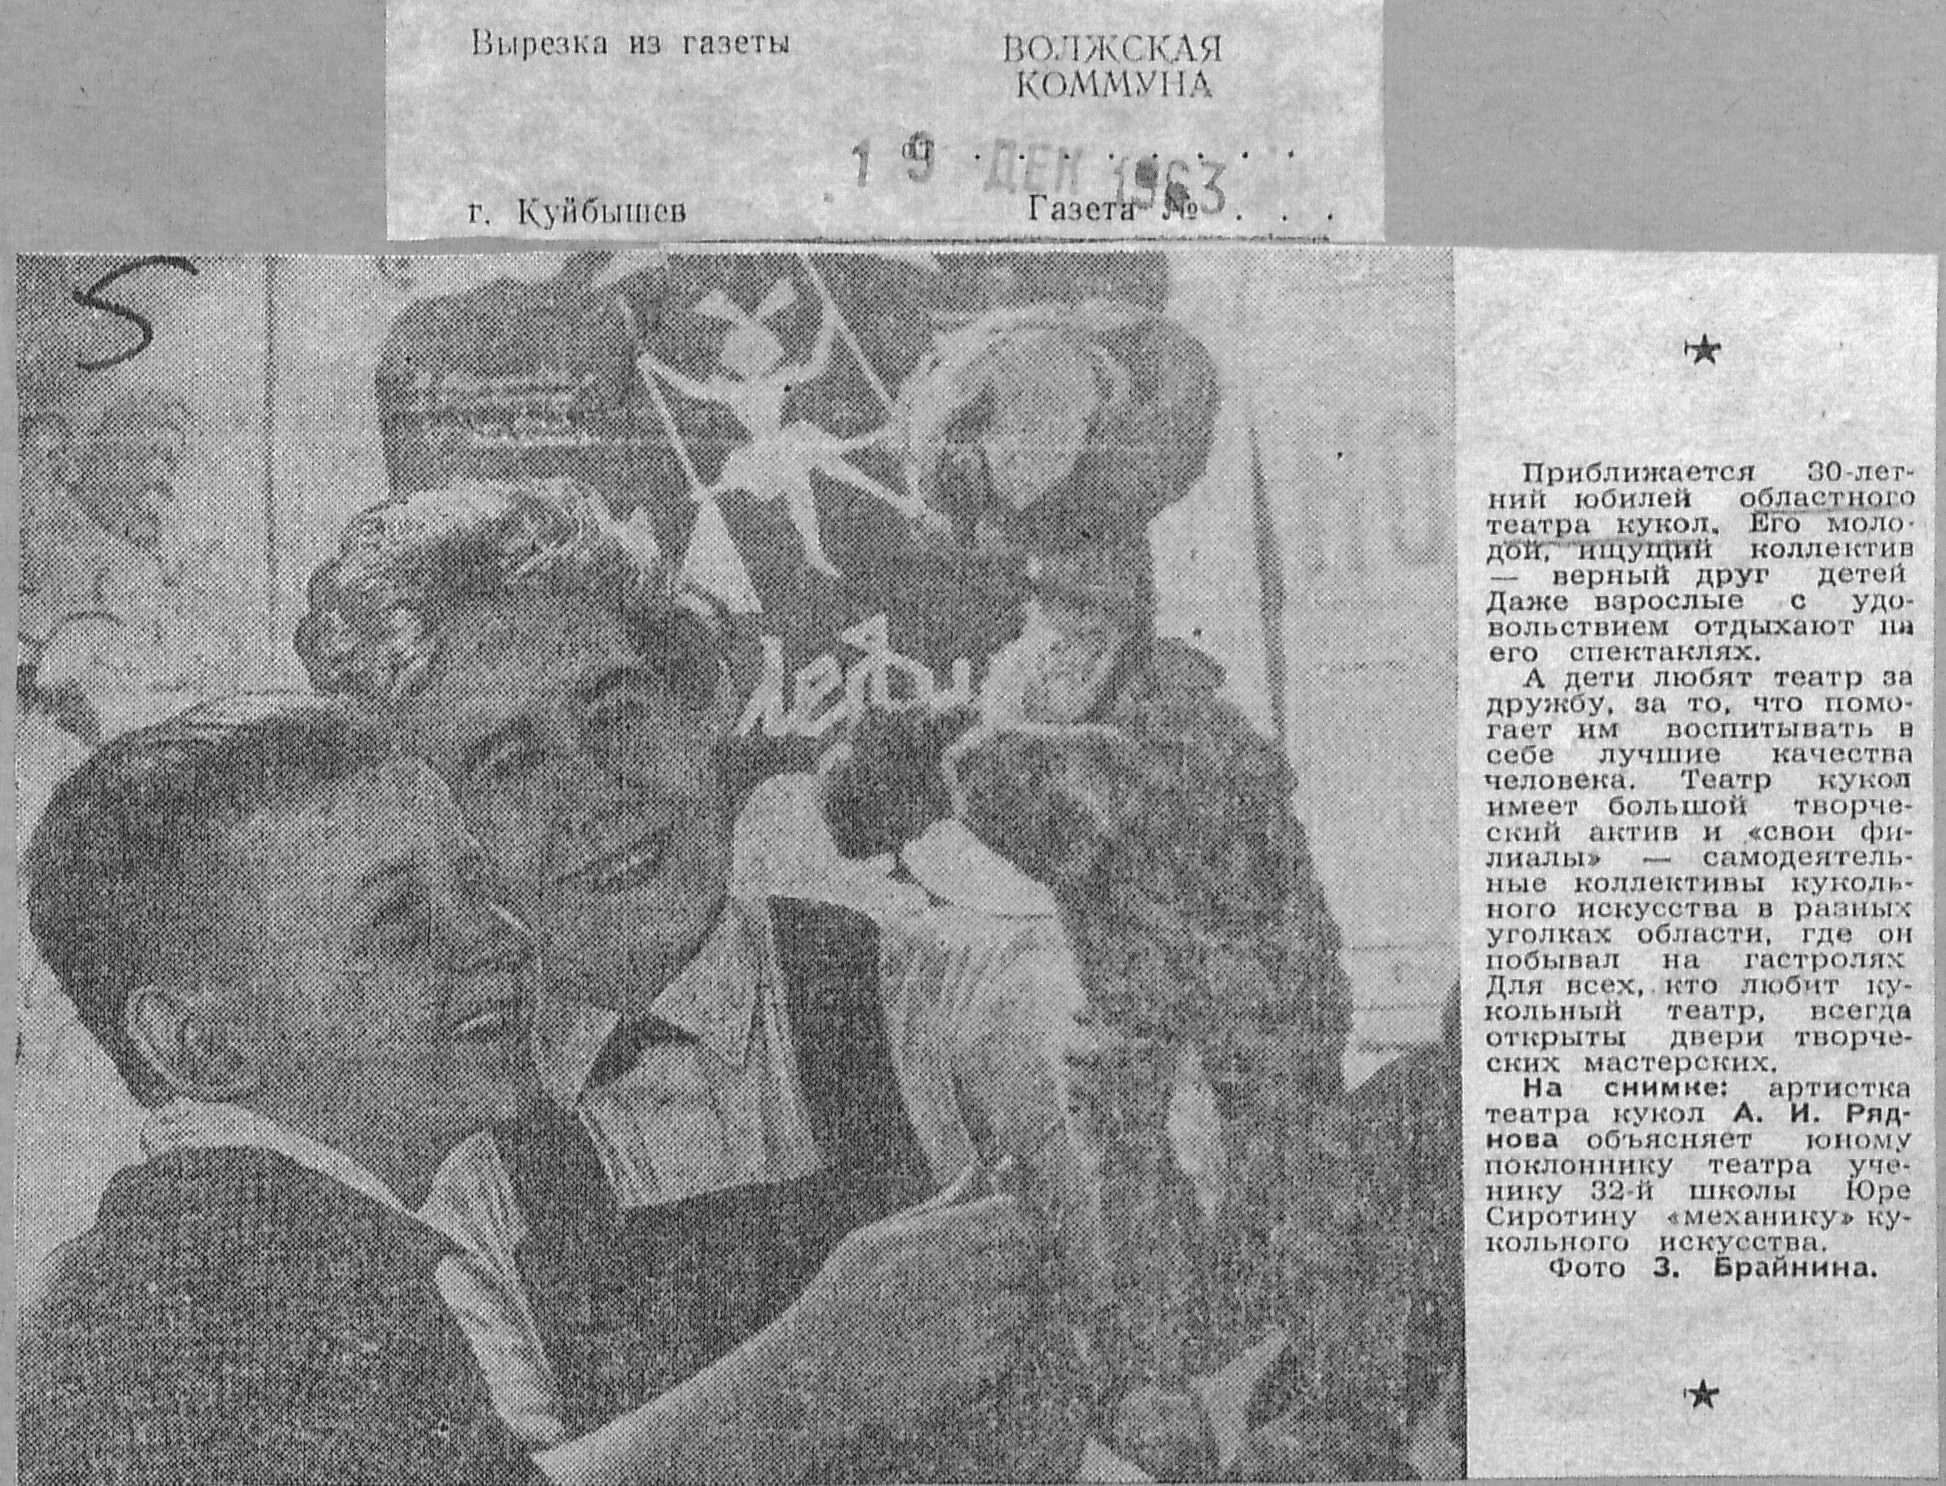 Вырезка из газеты
ВОЛЖСКАЯ
КОММУНА
19 ДЕК 1963
г. Куйбышев
Газета № . . .
5
Приближается 30-лет-
ний юбилей областного
театра кукол. Его моло-
дой, ищущий коллектив
— верный друг детей
Даже взрослые с удо-
вольствием отдыхают на
его спектаклях.
А дети любят театр за
дружбу, за то, что помо-
гает им воспитывать в
себе лучшие качества
человека. Театр кукол
имеет большой творче-
ский актив и «свои фи-
лиалы» — самодеятель-
ные коллективы куколь-
ного искусства в разных
уголках области, где он
побывал на гастролях
Для всех, кто любит ку-
кольный театр, всегда
открыты двери творче-
ских мастерских.
На снимке: артистка
театра кукол А. И. Ряд-
нова объясняет юному
поклоннику театра уче-
нику 32-й школы Юре
Сиротину «механику» ку-
кольного искусства.
Фото З. Брайнина.